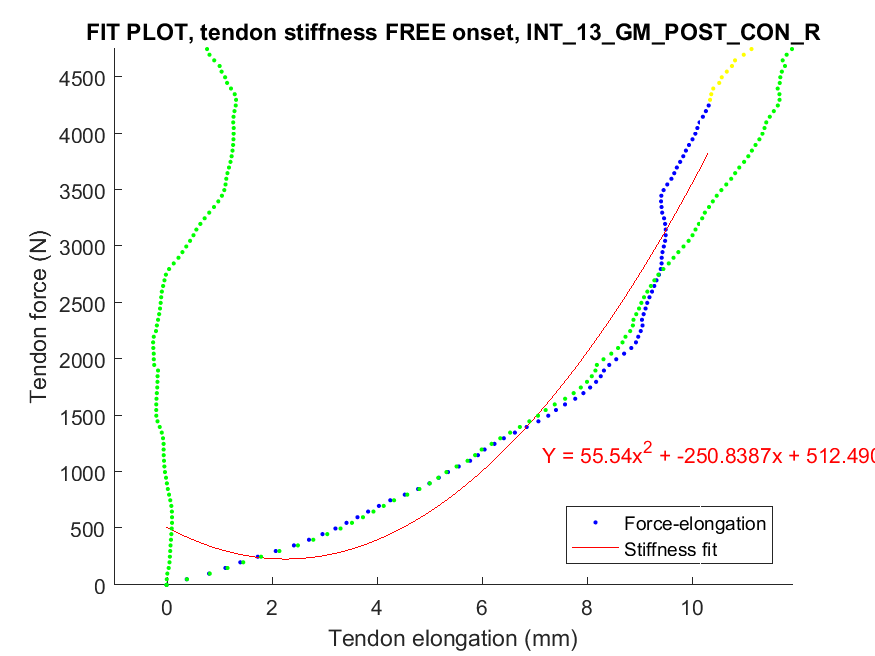 FIT PLOT, tendon stiffness FREE onset, INT_13_GM_POST_CON_R
4500
4000
3500
3000
2500
2000
1500
1000
500
0
Tendon force (N)
Y = 55.54x² + -250.8387x + 512.490
Force-elongation
Stiffness fit
0 2 4 6 8 10
Tendon elongation (mm)